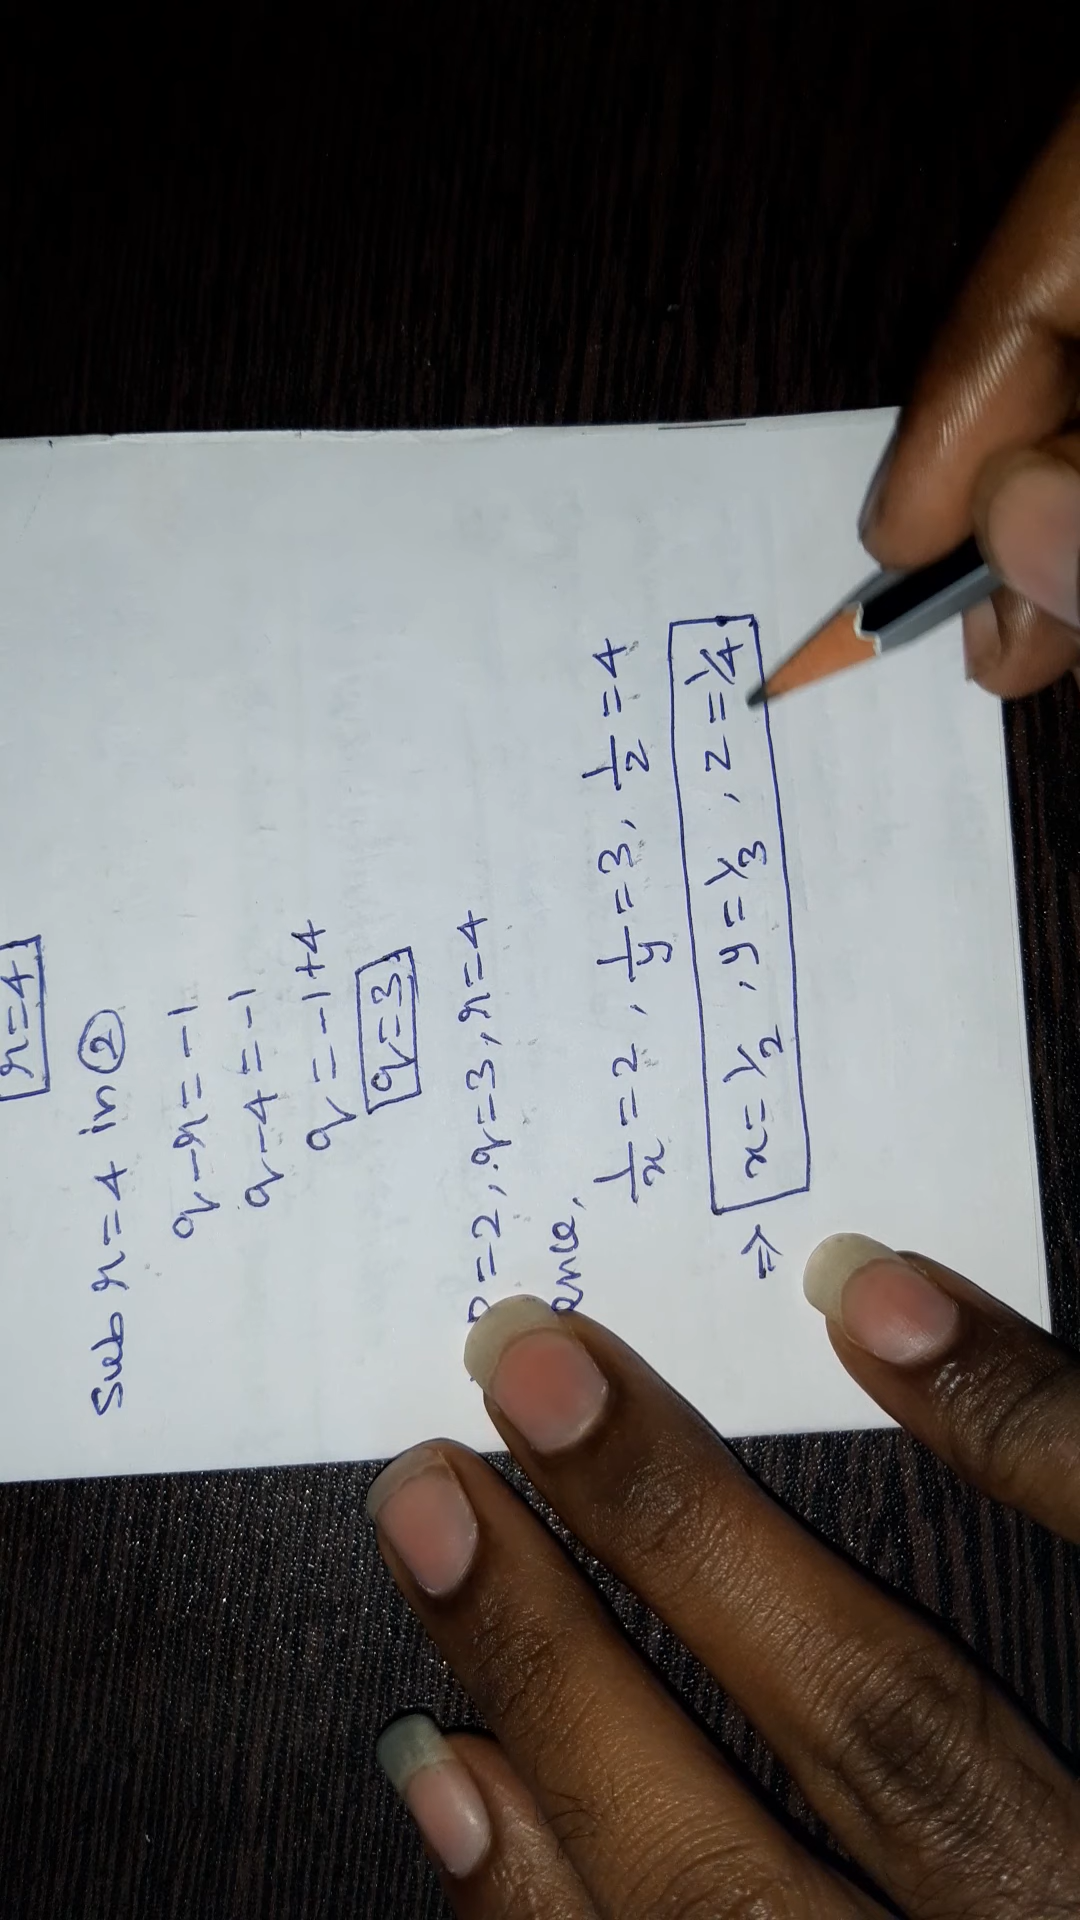 r=4
Sub r=4 in ②
q-r=-1
q-4=-1
q=-1+4
q=3
P=2, q=3, r=4
1/x=2, 1/y=3, 1/z=4
⇒ x=1/2, y=1/3, z=1/4